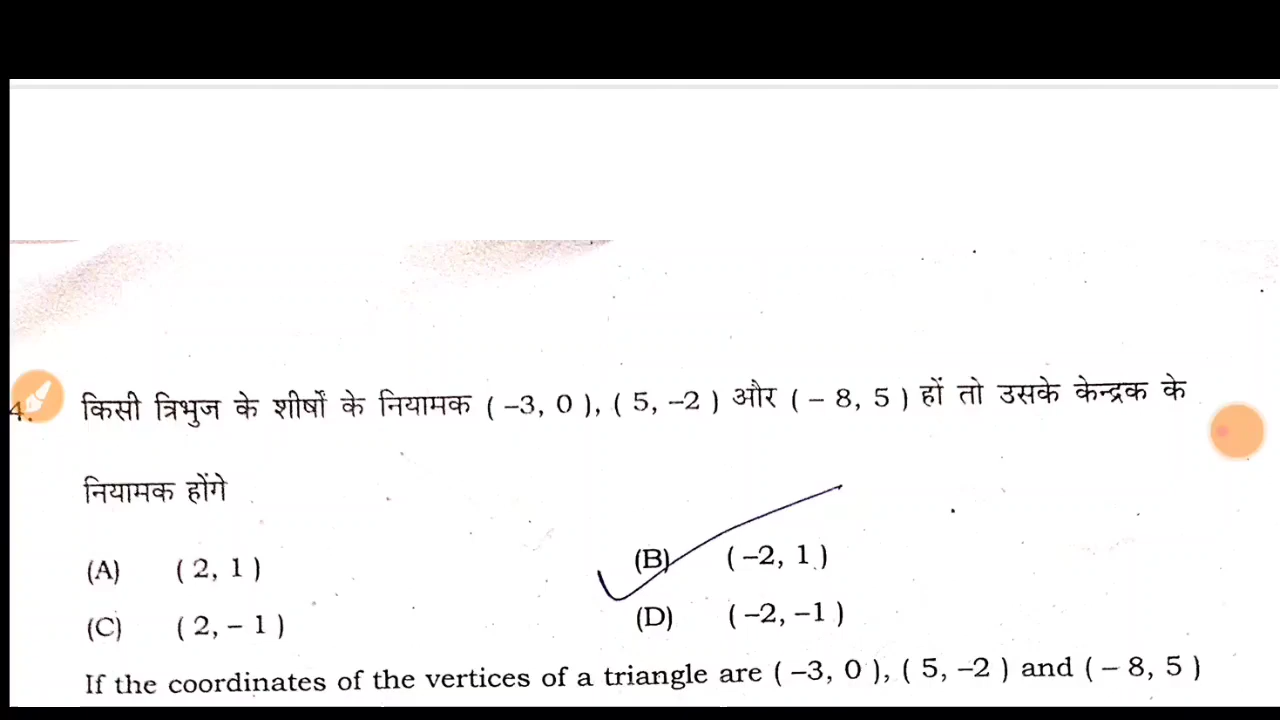 4. किसी त्रिभुज के शीर्षों के नियामक ( –3, 0 ), ( 5, –2 ) और ( – 8, 5 ) हों तो उसके केन्द्रक के
नियामक होंगे
(A) ( 2, 1 ) (B) ( –2, 1 )
(C) ( 2, – 1 ) (D) ( –2, –1 )
If the coordinates of the vertices of a triangle are ( –3, 0 ), ( 5, –2 ) and ( – 8, 5 )